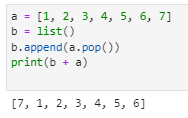 a = [1, 2, 3, 4, 5, 6, 7]
b = list()
b.append(a.pop())
print(b + a)
[7, 1, 2, 3, 4, 5, 6]